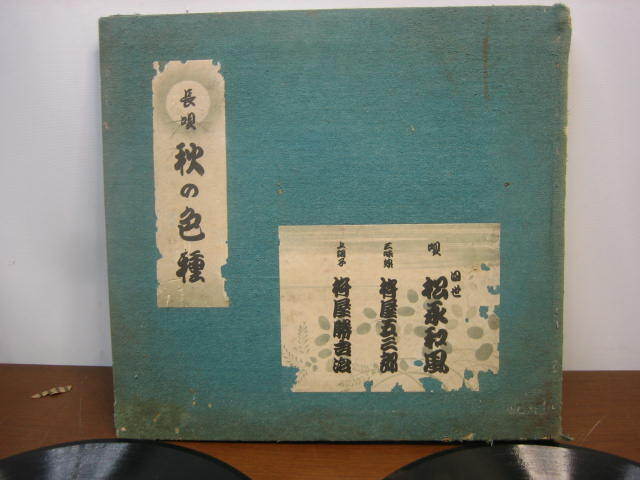 長唄
秋の色種
唄 四世 松永和風
三味線 杵屋五三郎
上調子 杵屋勝吉治